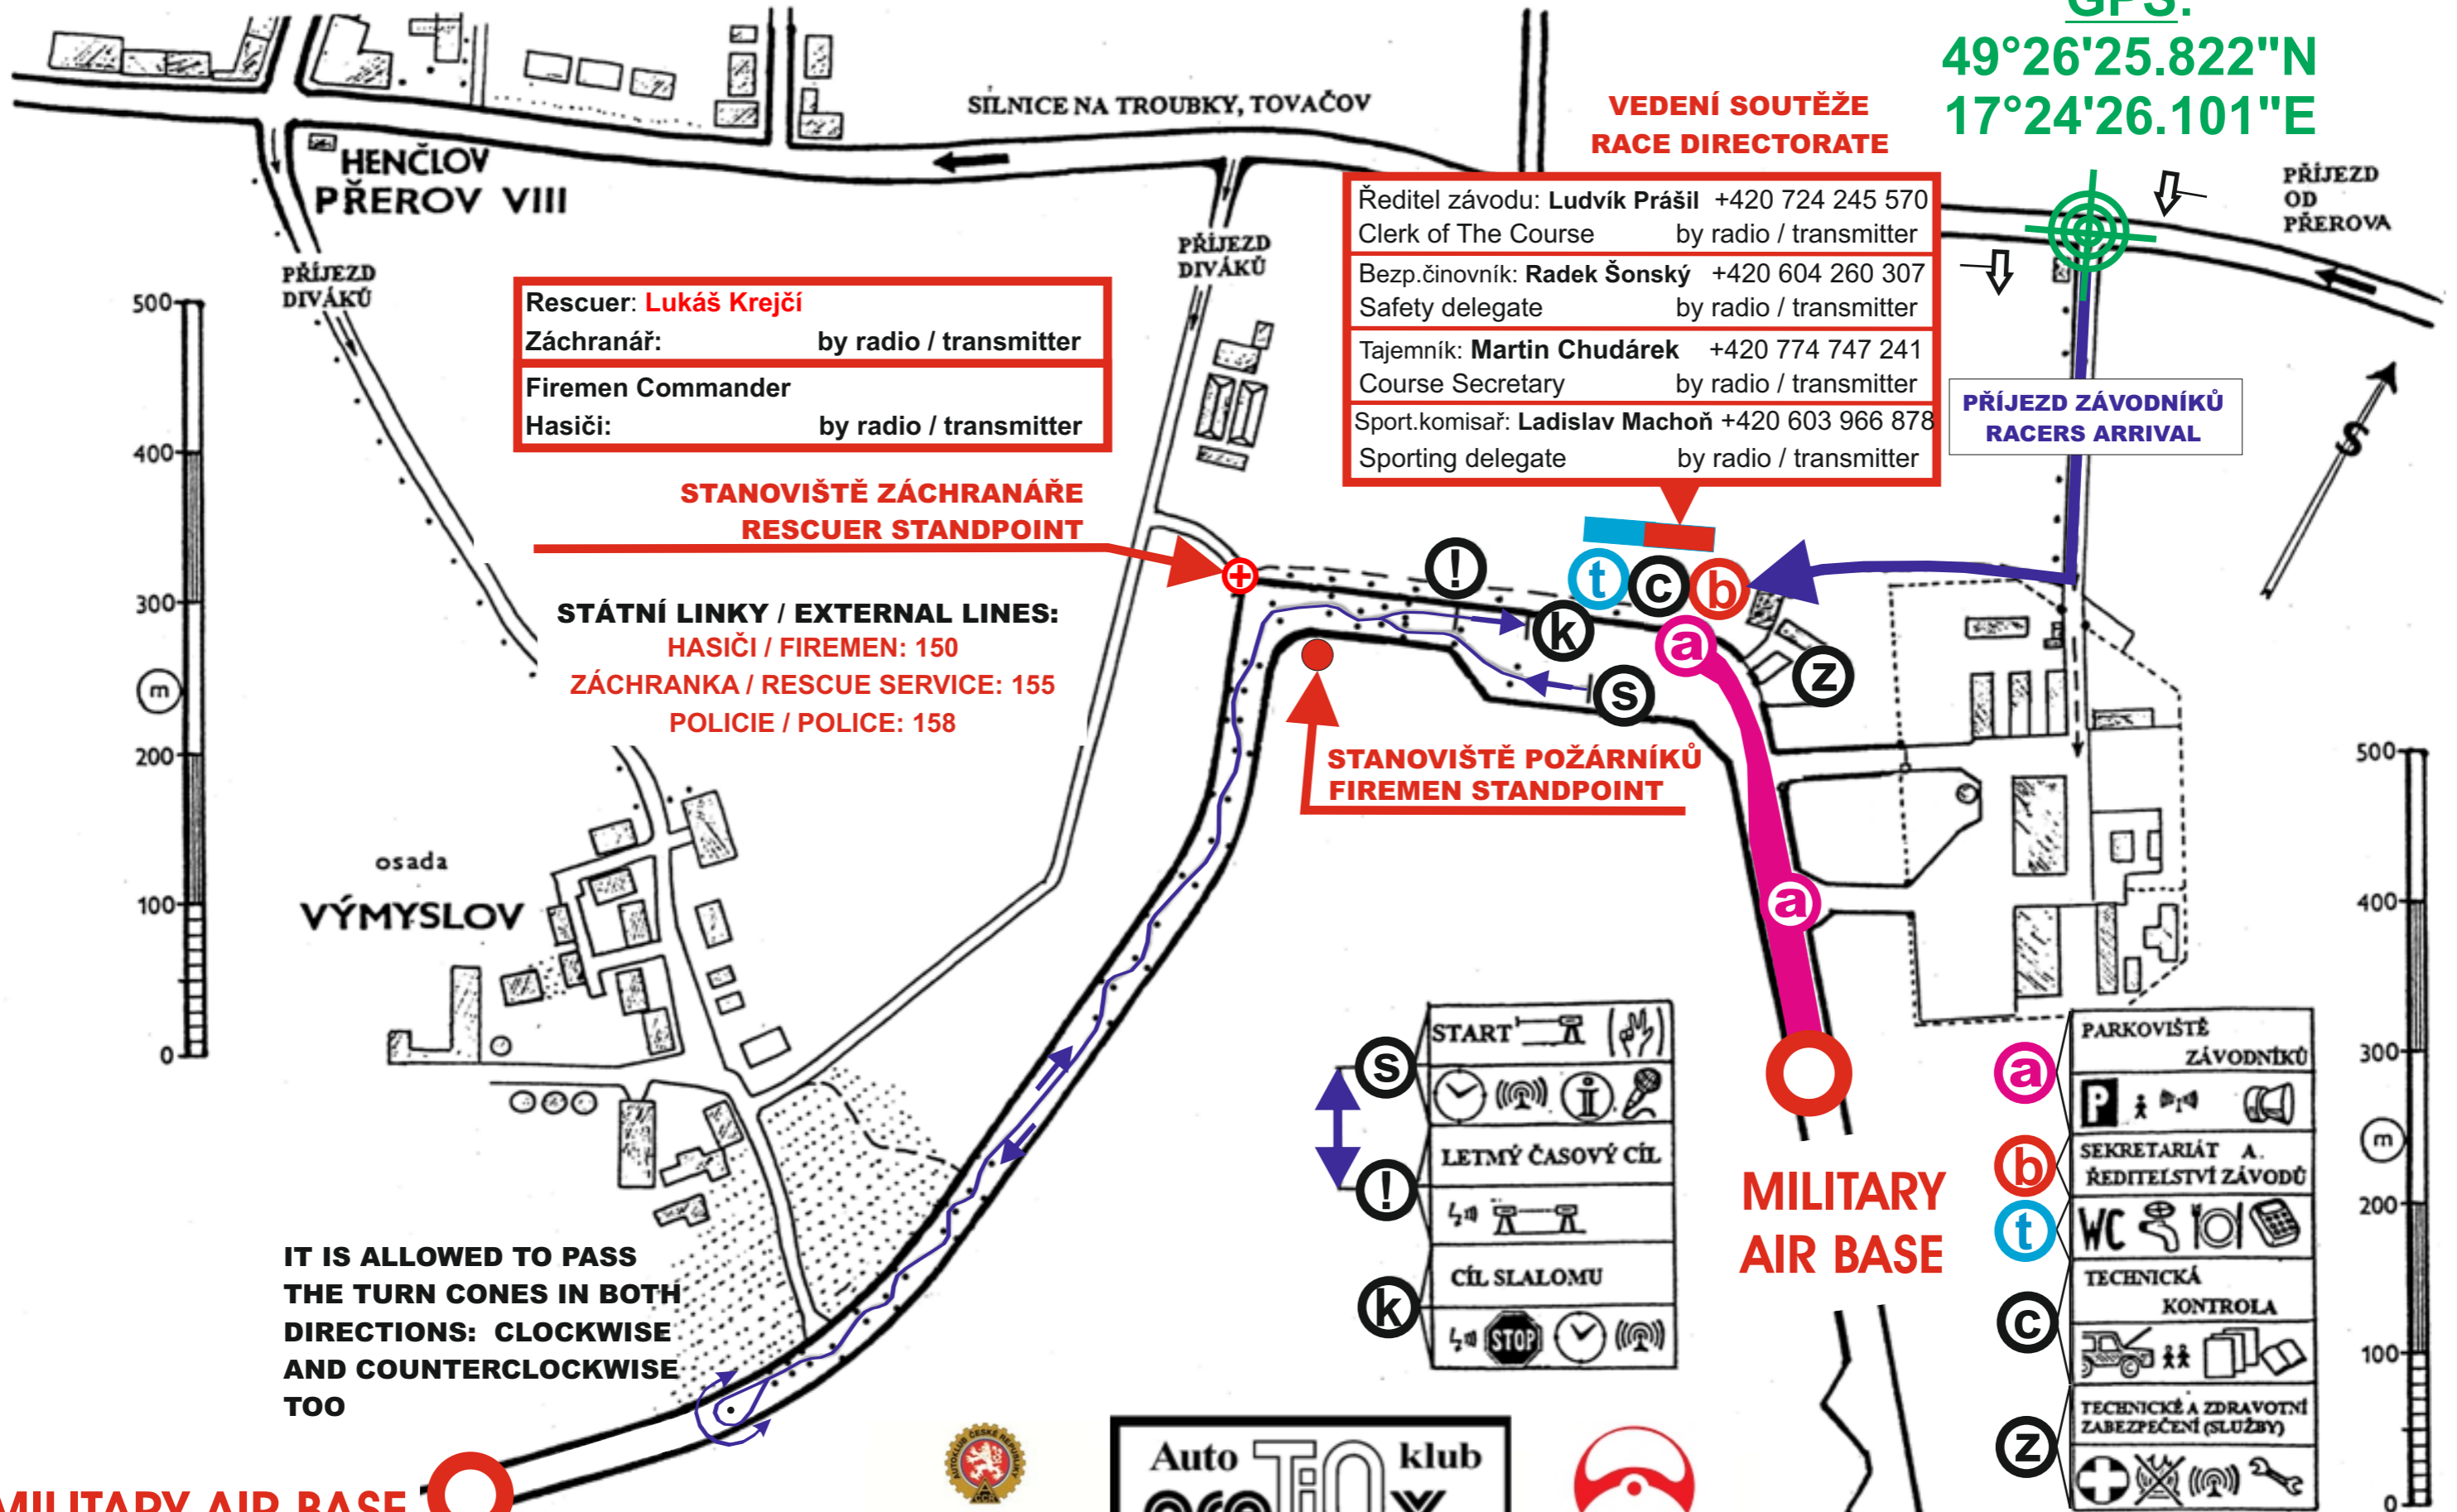 GPS:
49°26'25.822"N
17°24'26.101"E
SILNICE NA TROUBKY, TOVAČOV
VEDENÍ SOUTĚŽE
RACE DIRECTORATE
HENČLOV
PŘEROV VIII
PŘÍJEZD
OD
PŘEROVA
PŘÍJEZD
DIVÁKŮ
PŘÍJEZD
DIVÁKŮ
Ředitel závodu: Ludvík Prášil +420 724 245 570
Clerk of The Course by radio / transmitter
Bezp.činovník: Radek Šonský +420 604 260 307
Safety delegate by radio / transmitter
Tajemník: Martin Chudárek +420 774 747 241
Course Secretary by radio / transmitter
Sport.komisař: Ladislav Machoň +420 603 966 878
Sporting delegate by radio / transmitter
Rescuer: Lukáš Krejčí
Záchranář: by radio / transmitter
Firemen Commander
Hasiči: by radio / transmitter
PŘÍJEZD ZÁVODNÍKŮ
RACERS ARRIVAL
S
STANOVIŠTĚ ZÁCHRANÁŘE
RESCUER STANDPOINT
STÁTNÍ LINKY / EXTERNAL LINES:
HASIČI / FIREMEN: 150
ZÁCHRANKA / RESCUE SERVICE: 155
POLICIE / POLICE: 158
! t c b
k a
s z
STANOVIŠTĚ POŽÁRNÍKŮ
FIREMEN STANDPOINT
a
500
400
300
m
200
100
0
osada
VÝMYSLOV
IT IS ALLOWED TO PASS
THE TURN CONES IN BOTH
DIRECTIONS: CLOCKWISE
AND COUNTERCLOCKWISE
TOO
MILITARY AIR BASE
s
START
!
LETMÝ ČASOVÝ CÍL
k
CÍL SLALOMU
STOP
MILITARY
AIR BASE
a
PARKOVIŠTĚ
ZÁVODNÍKŮ
P
b
SEKRETARIÁT A.
ŘEDITELSTVÍ ZÁVODŮ
t
WC
c
TECHNICKÁ
KONTROLA
z
TECHNICKÉ A ZDRAVOTNÍ
ZABEZPEČENÍ (SLUŽBY)
500
400
300
m
200
100
0
AUTOKLUB ČESKÉ REPUBLIKY
AČCR
Auto klub